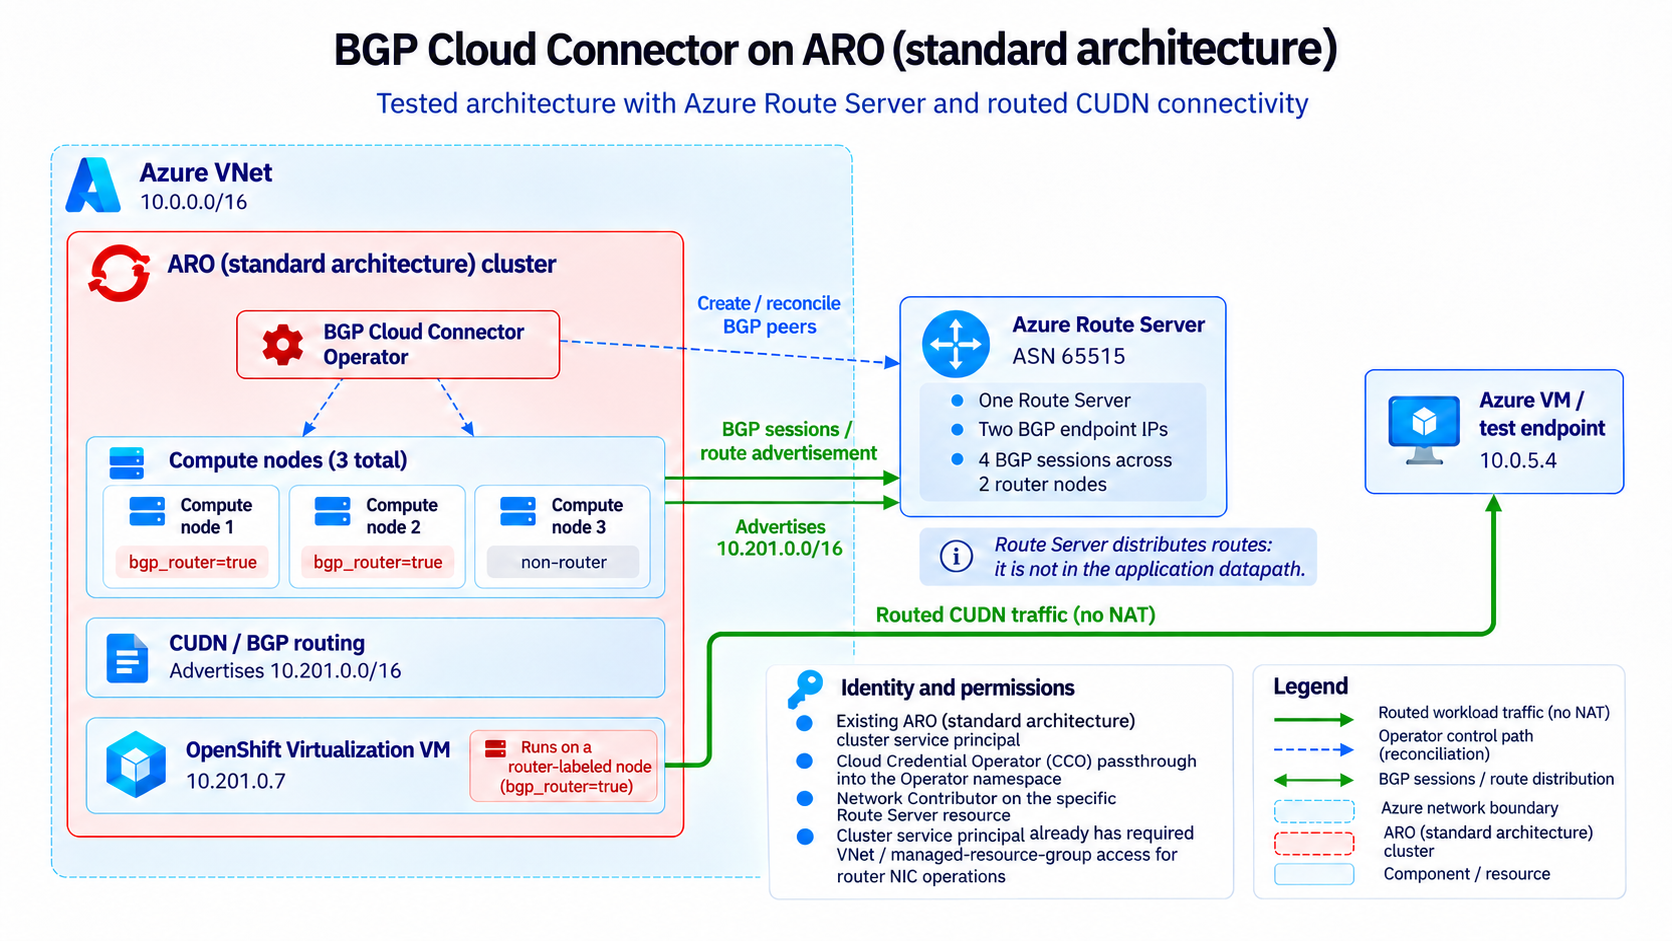 BGP Cloud Connector on ARO (standard architecture)
Tested architecture with Azure Route Server and routed CUDN connectivity
Azure VNet
10.0.0.0/16
ARO (standard architecture) cluster
BGP Cloud Connector
Operator
Create / reconcile
BGP peers
Azure Route Server
ASN 65515
One Route Server
Two BGP endpoint IPs
4 BGP sessions across
2 router nodes
Azure VM /
test endpoint
10.0.5.4
BGP sessions /
route advertisement
Advertises
10.201.0.0/16
Compute nodes (3 total)
Compute
node 1
bgp_router=true
Compute
node 2
bgp_router=true
Compute
node 3
non-router
Route Server distributes routes:
it is not in the application datapath.
Routed CUDN traffic (no NAT)
CUDN / BGP routing
Advertises 10.201.0.0/16
OpenShift Virtualization VM
10.201.0.7
Runs on a
router-labeled node
(bgp_router=true)
Identity and permissions
Existing ARO (standard architecture)
cluster service principal
Cloud Credential Operator (CCO) passthrough
into the Operator namespace
Network Contributor on the specific
Route Server resource
Cluster service principal already has required
VNet / managed-resource-group access for
router NIC operations
Legend
Routed workload traffic (no NAT)
Operator control path
(reconciliation)
BGP sessions / route distribution
Azure network boundary
ARO (standard architecture)
cluster
Component / resource